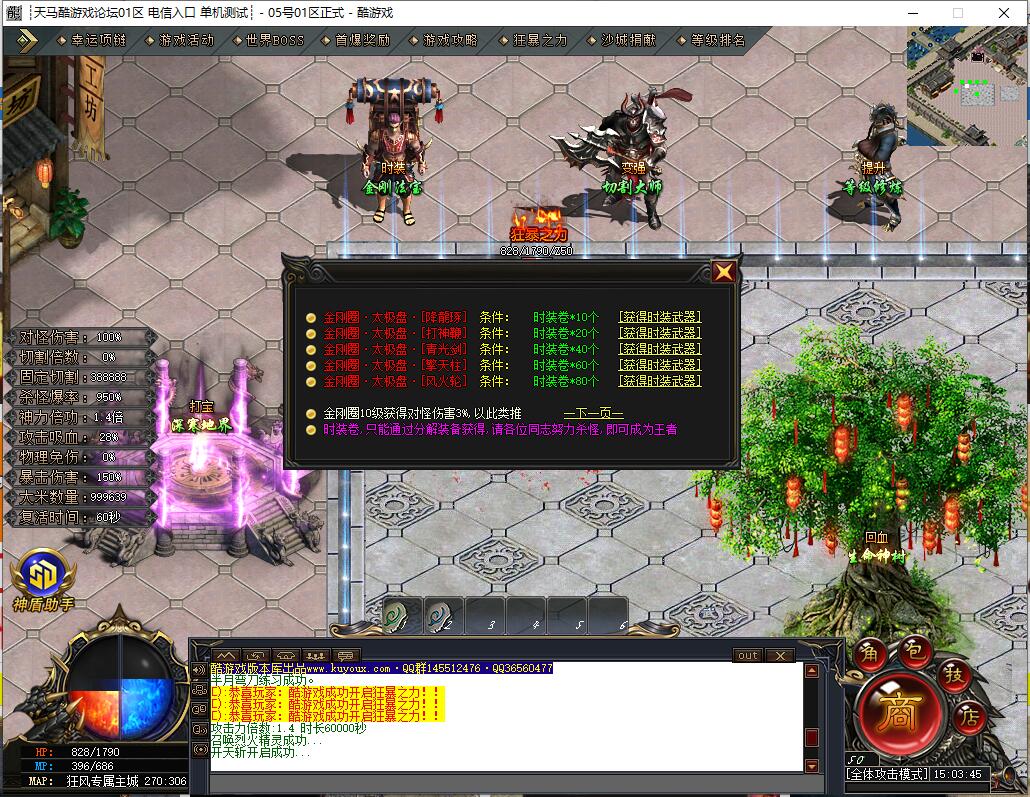 天马酷游戏论坛01区 电信入口 单机测试 - 05号01区正式 - 酷游戏
幸运项链 游戏活动 世界BOSS 首爆奖励 游戏攻略 狂暴之力 沙城捐献 等级排名
工坊
坊
时装
金刚法宝
变强
切割大师
提升
等级修炼
狂暴之力
828/1790/Z50
金刚圈·太极盘·[降龍琢] 条件: 时装卷*10个 [获得时装武器]
金刚圈·太极盘·[打神鞭] 条件: 时装卷*20个 [获得时装武器]
金刚圈·太极盘·[青光剑] 条件: 时装卷*40个 [获得时装武器]
金刚圈·太极盘·[擎天柱] 条件: 时装卷*60个 [获得时装武器]
金刚圈·太极盘·[风火轮] 条件: 时装卷*80个 [获得时装武器]
金刚圈10级获得对怪伤害3%,以此类推 —下一页—
时装卷,只能通过分解装备获得,请各位同志努力杀怪,即可成为王者
对怪伤害: 100%
切割倍数: 0%
固定切割: 388888
杀怪爆率: 950%
神力倍功: 1.4倍
攻击吸血: 28%
物理免伤: 0%
暴击伤害: 150%
大米数量: 999639
复活时间: 60秒
打宝
深寒地界
回血
生命神树
神盾助手
1 2 3 4 5 6
out X
酷游戏版本库出品www.kuyoux.com·QQ群145512476·QQ36560477
半月弯刀练习成功。
恭喜玩家: 酷游戏成功开启狂暴之力!!
恭喜玩家: 酷游戏成功开启狂暴之力!!
恭喜玩家: 酷游戏成功开启狂暴之力!!
攻击力倍数:1.4 时长60000秒
召唤烈火精灵成功...
开天斩开启成功...
角 包 技 店
商
HP: 828/1790
MP: 396/686
MAP: 狂风专属主城 270:306
50
[全体攻击模式] 15:03:45